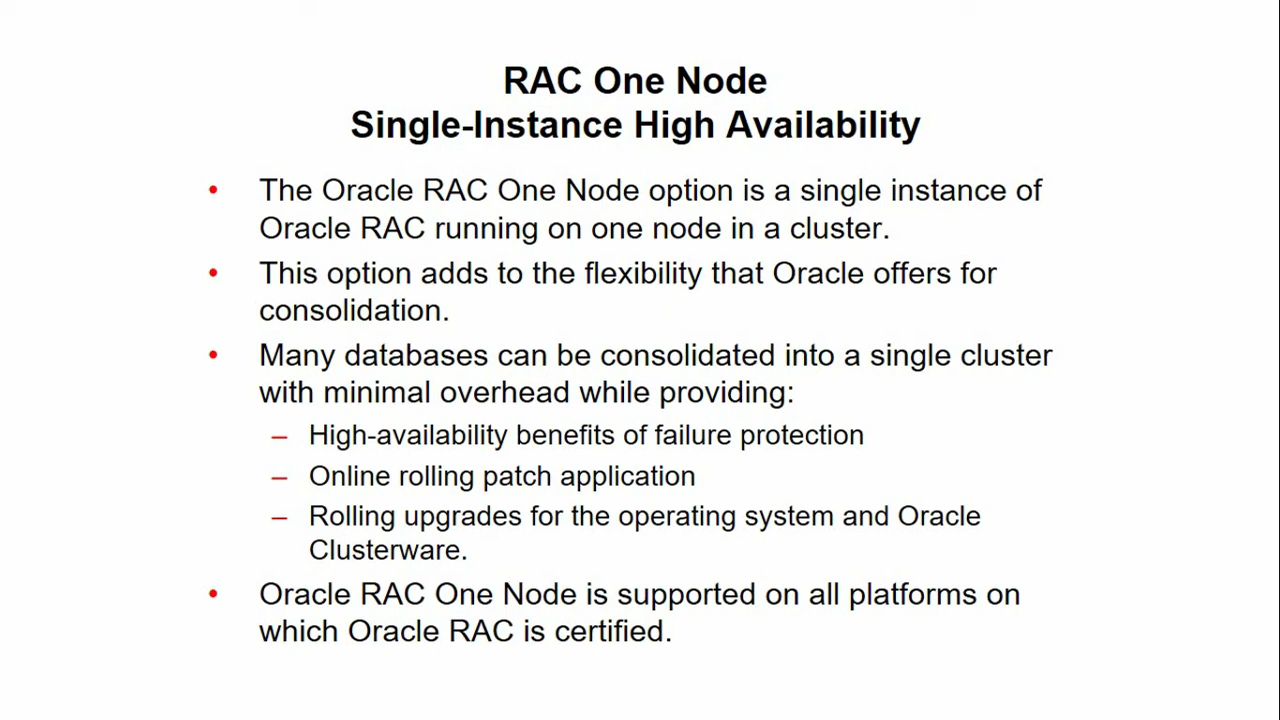 RAC One Node
Single-Instance High Availability
• The Oracle RAC One Node option is a single instance of
Oracle RAC running on one node in a cluster.
• This option adds to the flexibility that Oracle offers for
consolidation.
• Many databases can be consolidated into a single cluster
with minimal overhead while providing:
– High-availability benefits of failure protection
– Online rolling patch application
– Rolling upgrades for the operating system and Oracle
Clusterware.
• Oracle RAC One Node is supported on all platforms on
which Oracle RAC is certified.